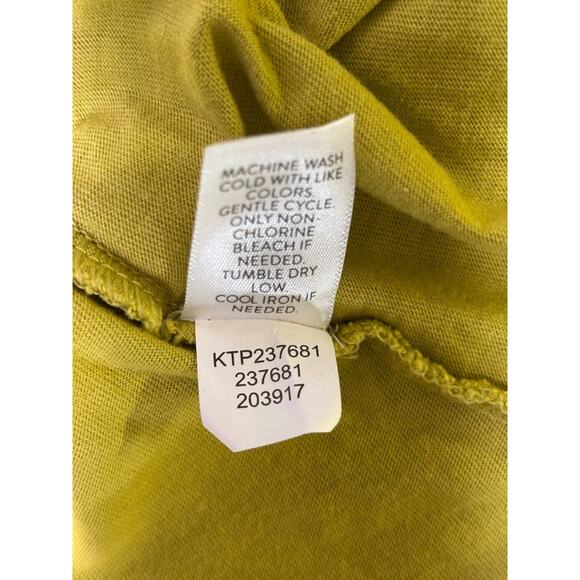 MACHINE WASH
COLD WITH LIKE
COLORS.
GENTLE CYCLE.
ONLY NON-
CHLORINE
BLEACH IF
NEEDED.
TUMBLE DRY
LOW.
COOL IRON IF
NEEDED.
KTP237681
237681
203917